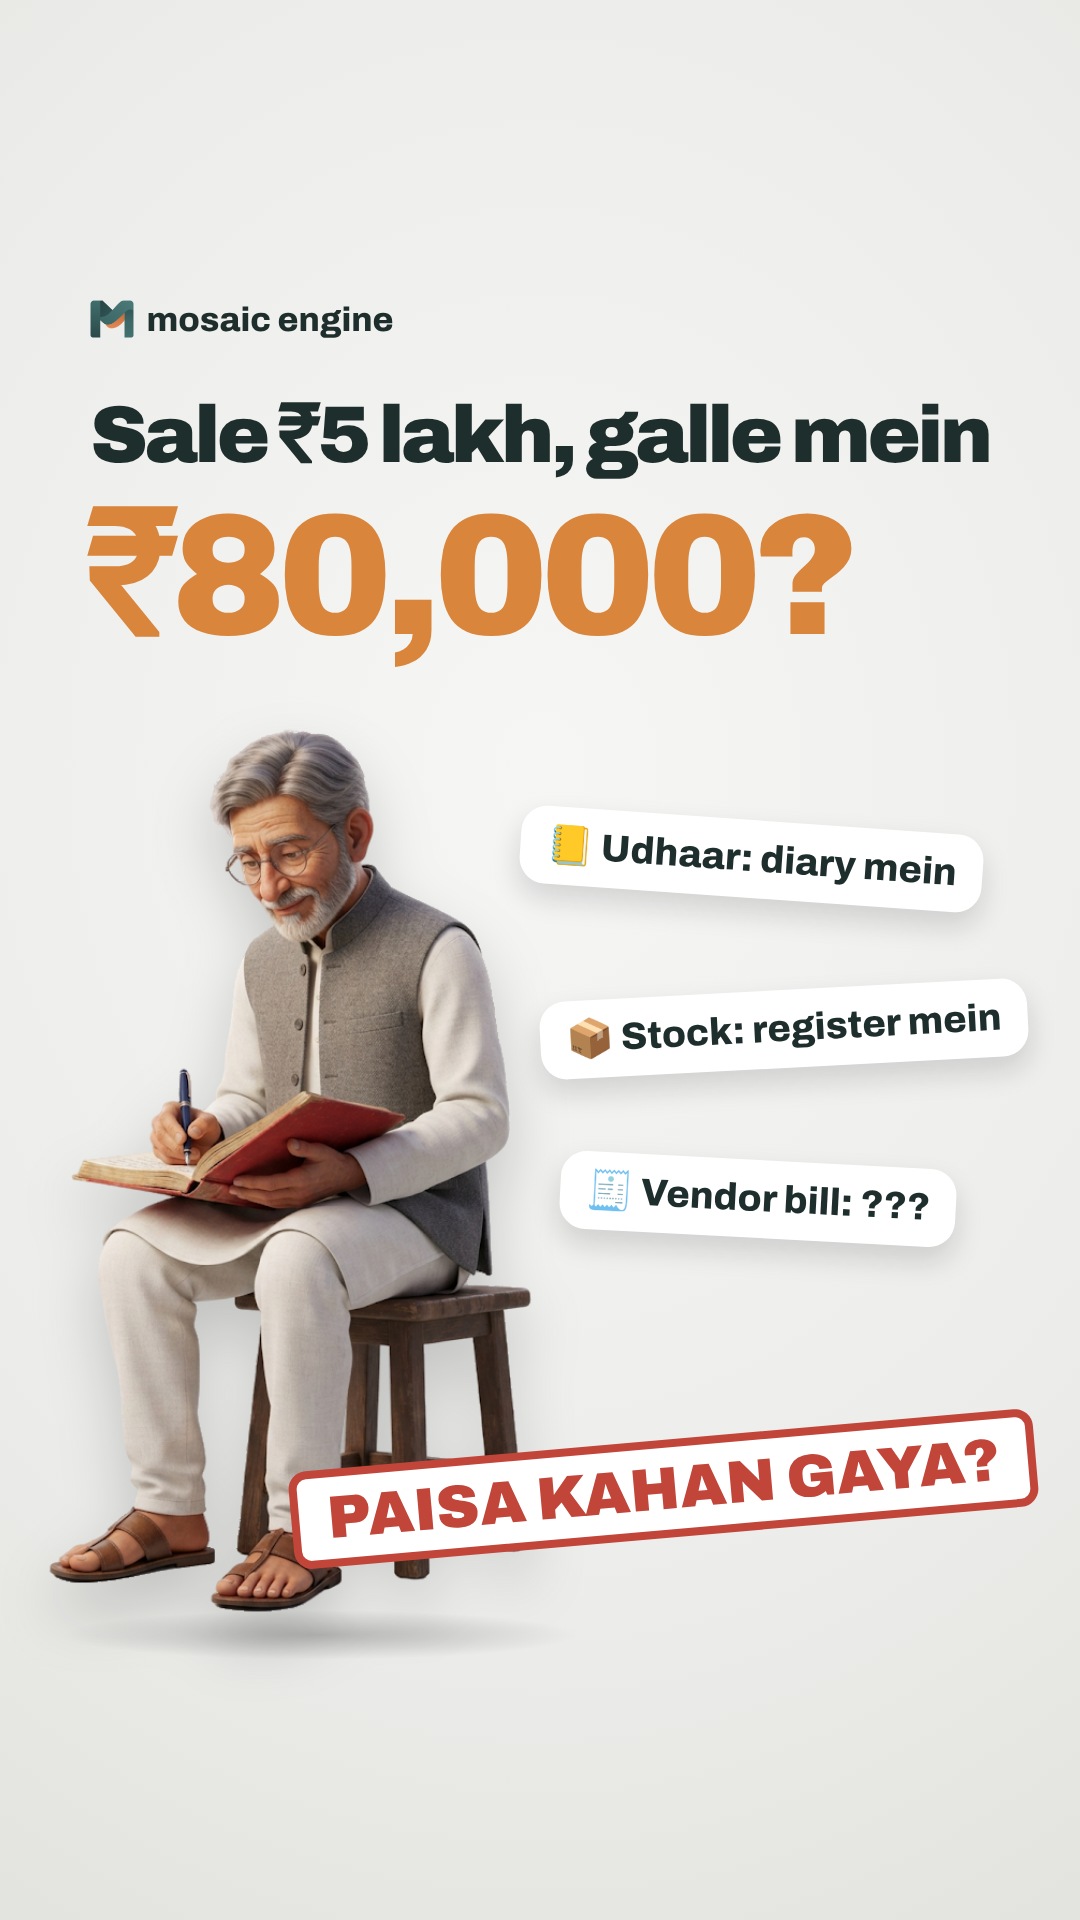 mosaic engine
Sale ₹5 lakh, galle mein
₹80,000?
Udhaar: diary mein
Stock: register mein
Vendor bill: ???
PAISA KAHAN GAYA?